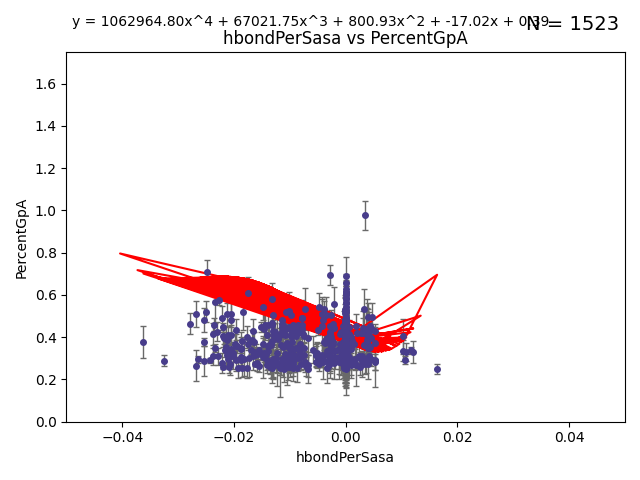 y = 1062964.80x^4 + 67021.75x^3 + 800.93x^2 + -17.02x + 0.39
N = 1523
hbondPerSasa vs PercentGpA
PercentGpA
1.6
1.4
1.2
1.0
0.8
0.6
0.4
0.2
0.0
−0.04 −0.02 0.00 0.02 0.04
hbondPerSasa